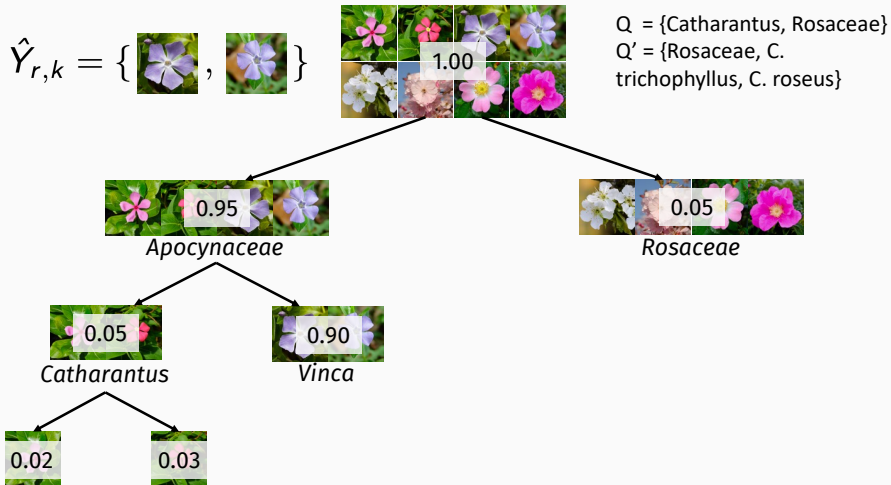 Ŷr,k = { , }
1.00
Q = {Catharantus, Rosaceae}
Q’ = {Rosaceae, C.
trichophyllus, C. roseus}
0.95
0.05
Apocynaceae
Rosaceae
0.05
0.90
Catharantus
Vinca
0.02
0.03